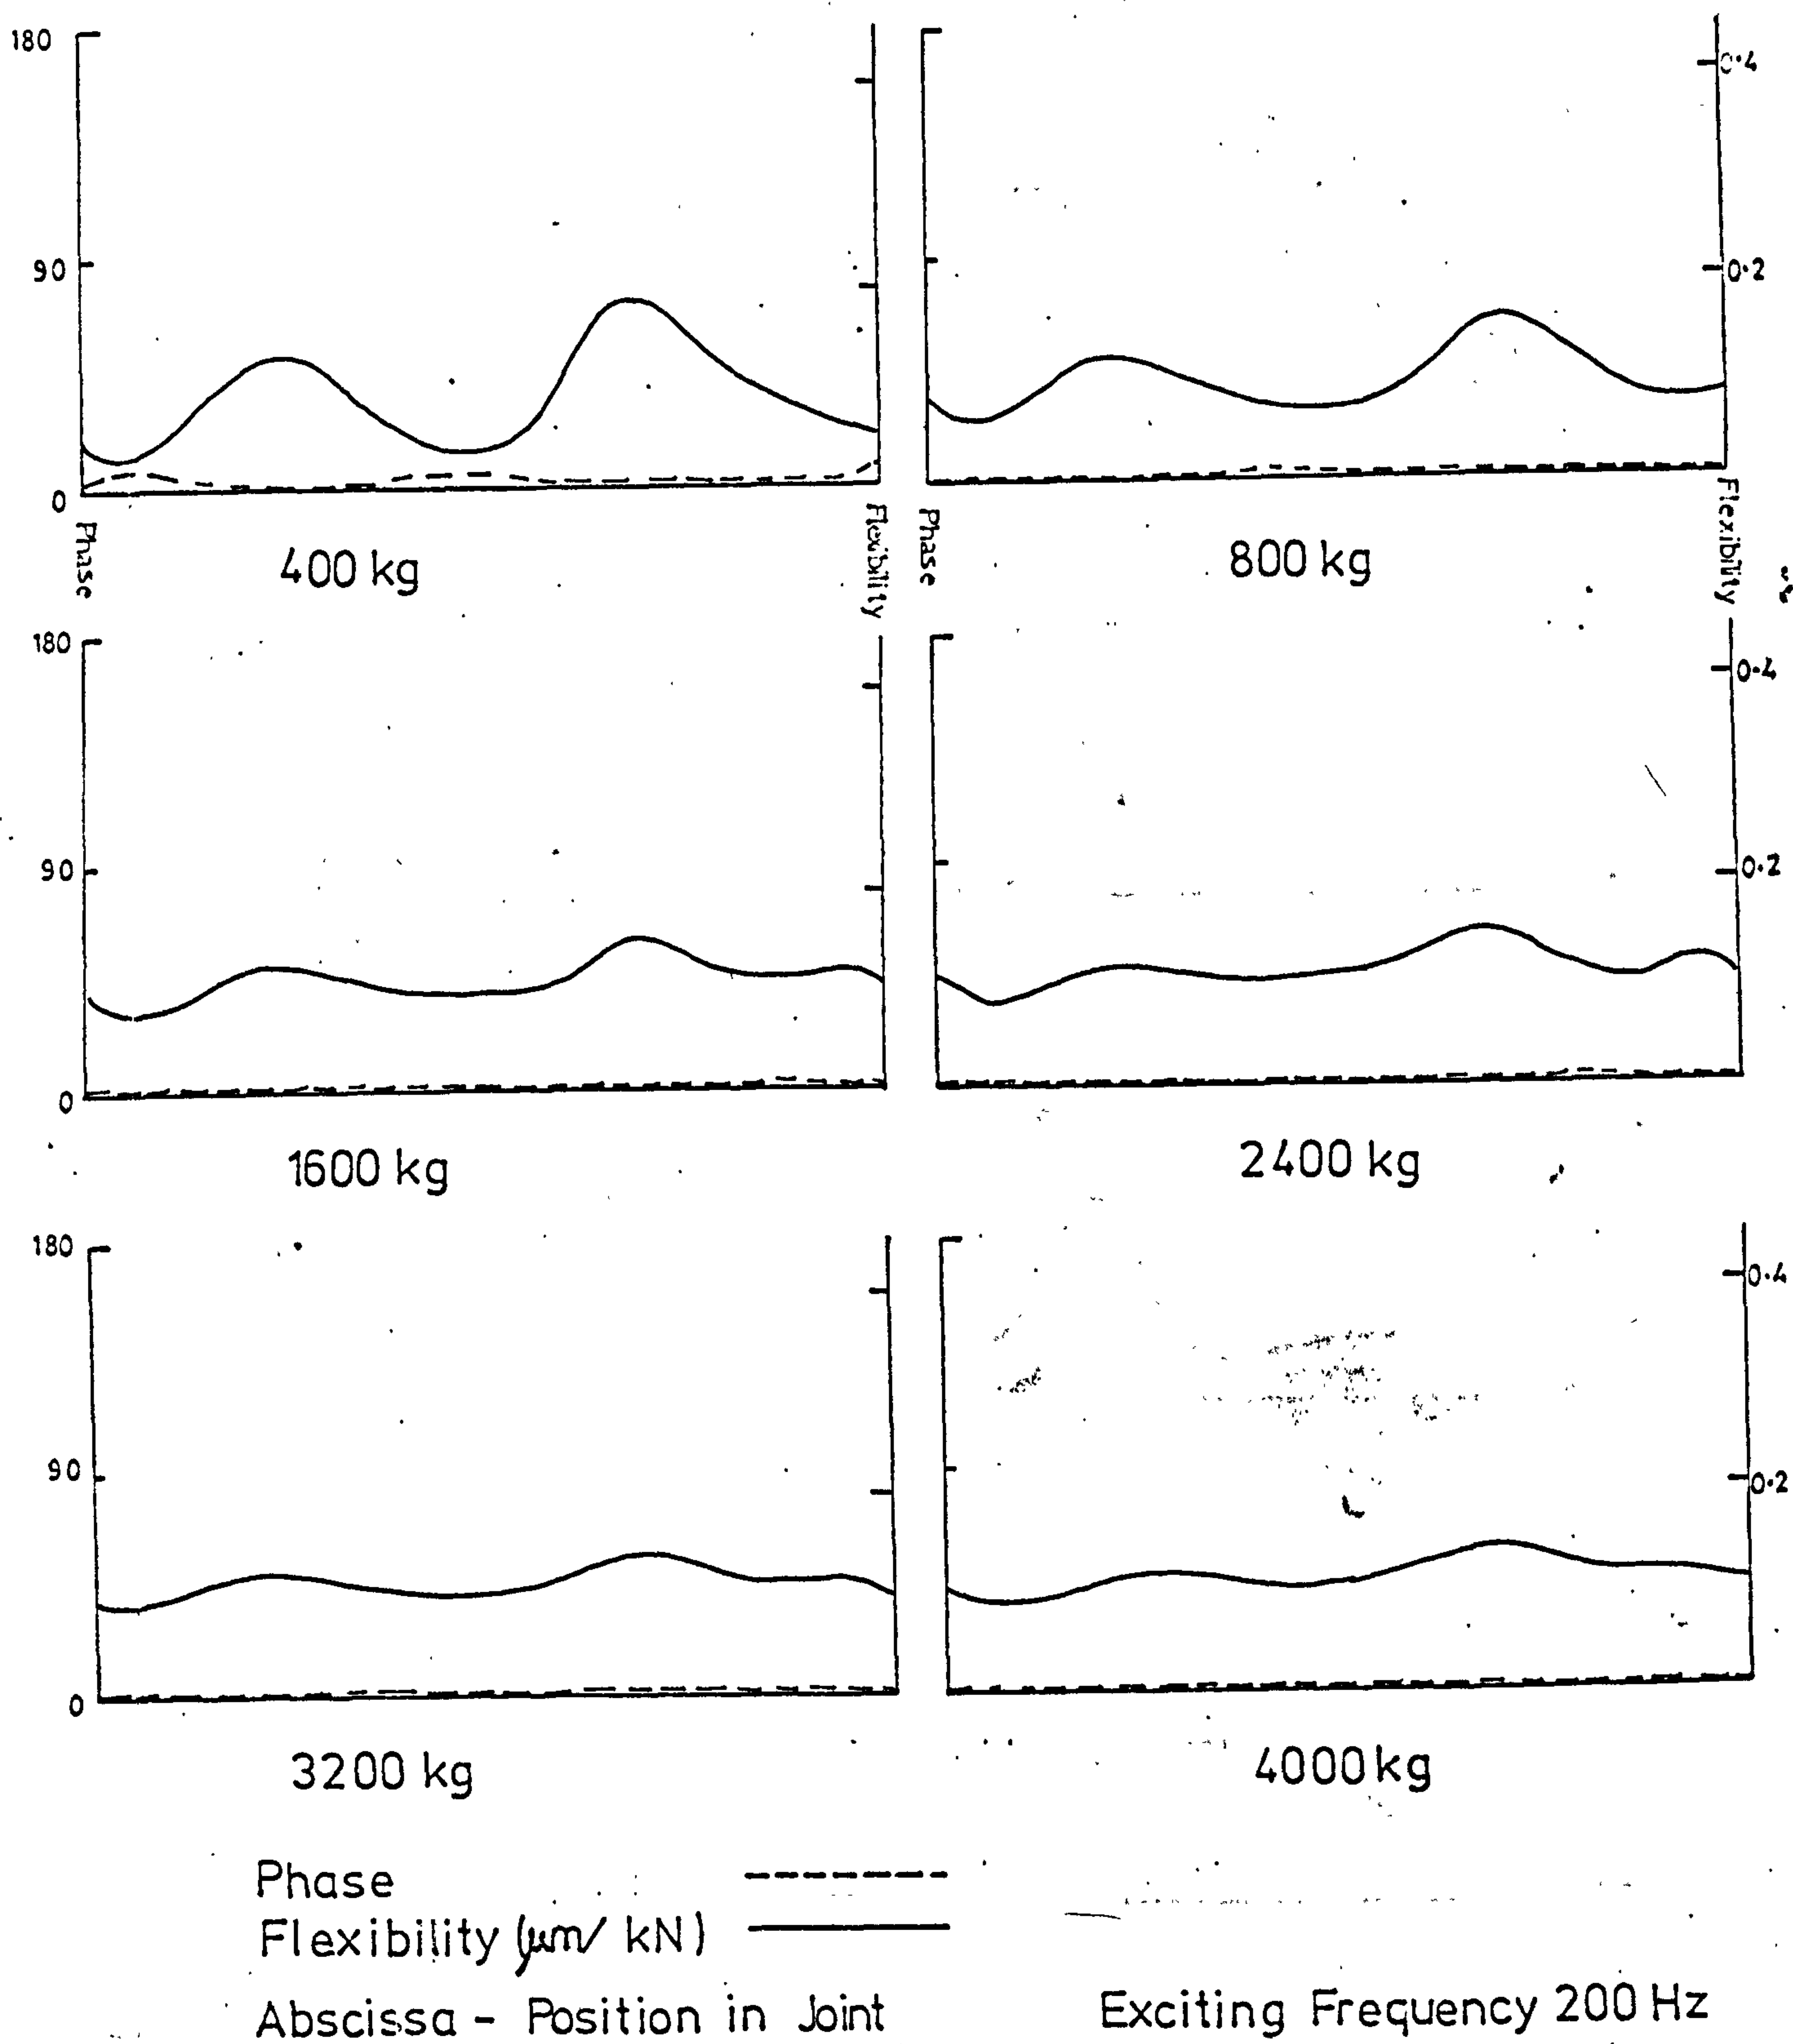 180
0·4
90
0·2
0
Phase
Flexibility
Phase
Flexibility
400 kg
800 kg
180
0·4
90
0·2
0
1600 kg
2400 kg
180
0·4
90
0·2
0
3200 kg
4000 kg
Phase
Flexibility (μm/ kN)
Abscissa - Position in Joint
Exciting Frequency 200 Hz